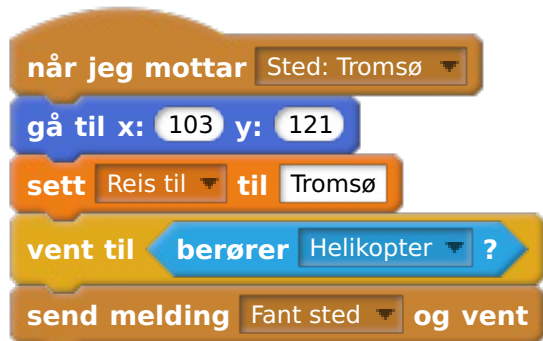 når jeg mottar Sted: Tromsø
gå til x: 103 y: 121
sett Reis til til Tromsø
vent til berører Helikopter ?
send melding Fant sted og vent